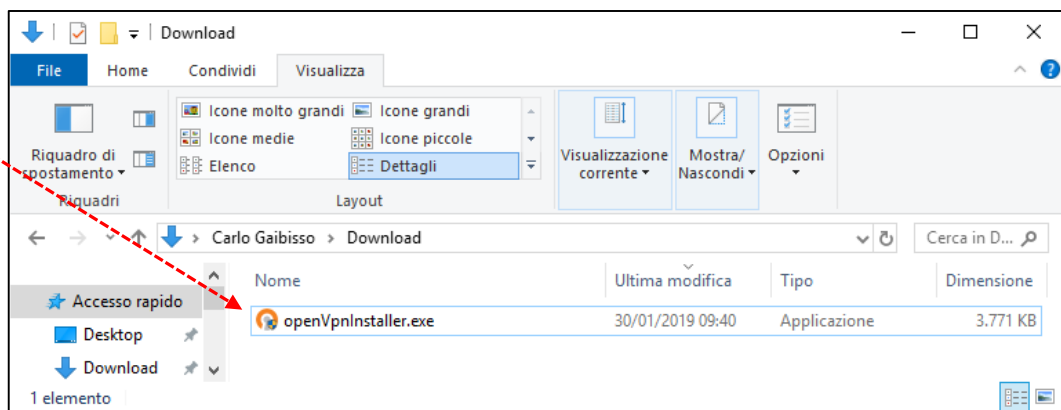 Download
File Home Condividi Visualizza
Icone molto grandi Icone grandi
Icone medie Icone piccole
Elenco Dettagli
Riquadro di
spostamento
Visualizzazione
corrente
Mostra/
Nascondi
Opzioni
Riquadri Layout
Carlo Gaibisso Download Cerca in D...
Nome Ultima modifica Tipo Dimensione
Accesso rapido
openVpnInstaller.exe 30/01/2019 09:40 Applicazione 3.771 KB
Desktop
Download
1 elemento